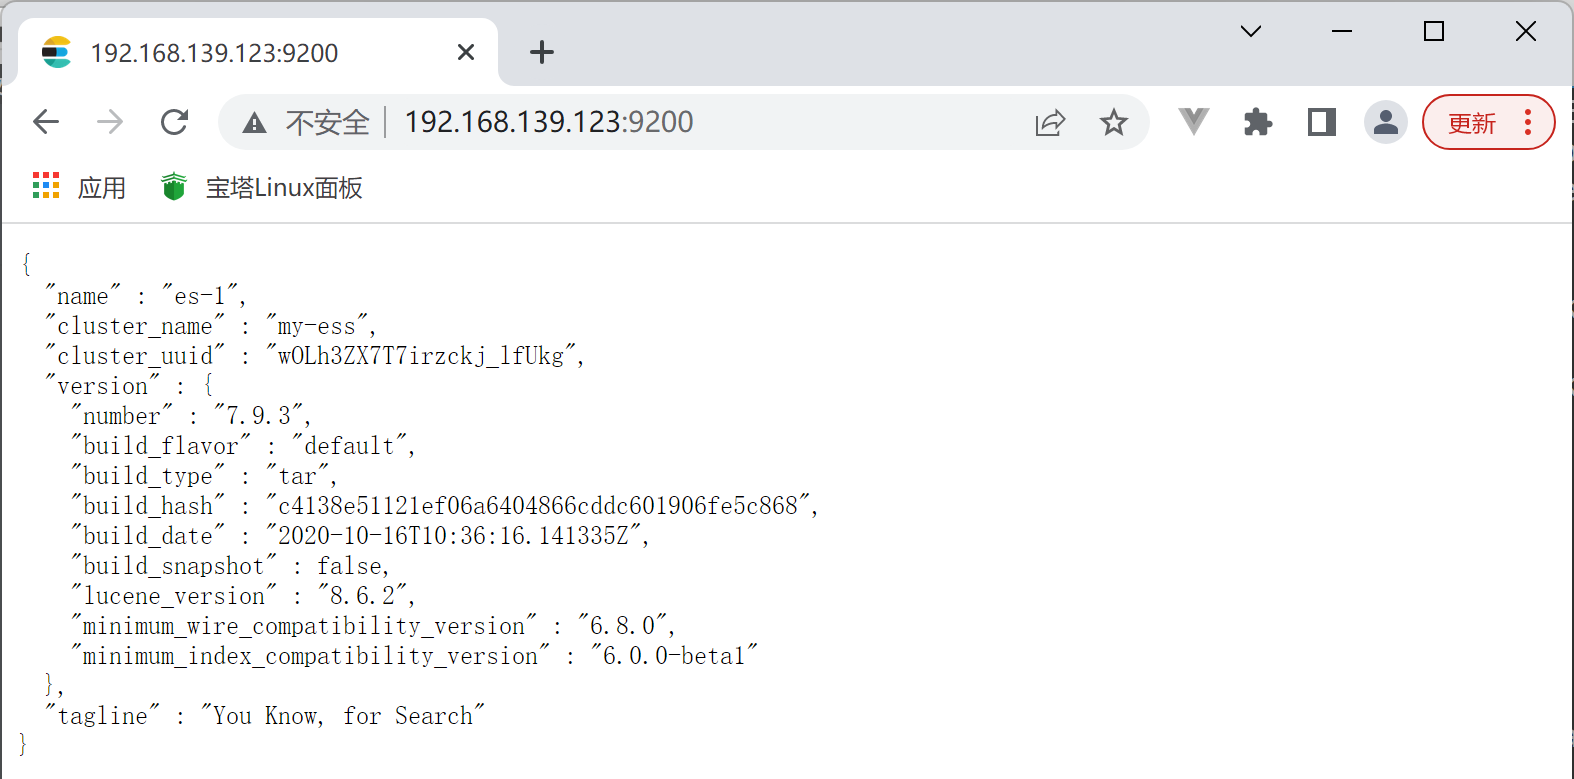 192.168.139.123:9200
不安全 192.168.139.123:9200 更新
应用 宝塔Linux面板
{
"name" : "es-1",
"cluster_name" : "my-ess",
"cluster_uuid" : "wOLh3ZX7T7irzckj_lfUkg",
"version" : {
"number" : "7.9.3",
"build_flavor" : "default",
"build_type" : "tar",
"build_hash" : "c4138e51121ef06a6404866cddc601906fe5c868",
"build_date" : "2020-10-16T10:36:16.141335Z",
"build_snapshot" : false,
"lucene_version" : "8.6.2",
"minimum_wire_compatibility_version" : "6.8.0",
"minimum_index_compatibility_version" : "6.0.0-beta1"
},
"tagline" : "You Know, for Search"
}